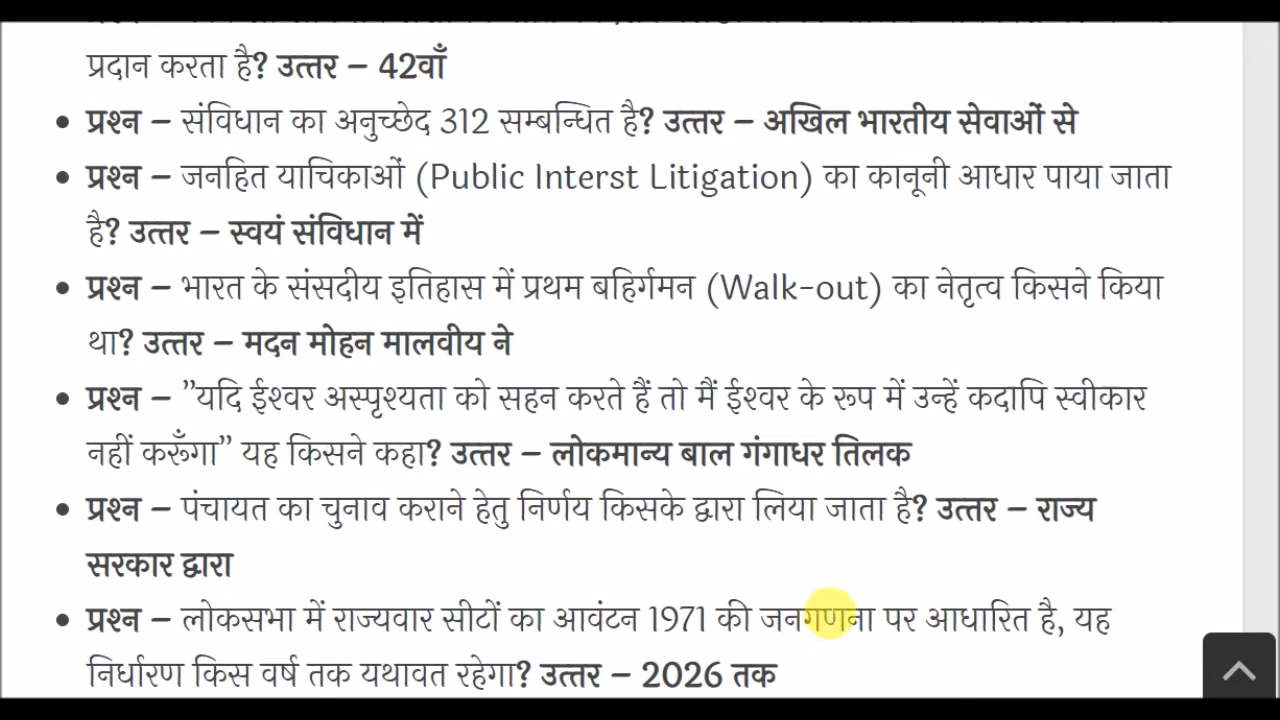 प्रदान करता है? उत्तर – 42वाँ
प्रश्न – संविधान का अनुच्छेद 312 सम्बन्धित है? उत्तर – अखिल भारतीय सेवाओं से
प्रश्न – जनहित याचिकाओं (Public Interst Litigation) का कानूनी आधार पाया जाता
है? उत्तर – स्वयं संविधान में
प्रश्न – भारत के संसदीय इतिहास में प्रथम बहिर्गमन (Walk-out) का नेतृत्व किसने किया
था? उत्तर – मदन मोहन मालवीय ने
प्रश्न – ”यदि ईश्वर अस्पृश्यता को सहन करते हैं तो मैं ईश्वर के रूप में उन्हें कदापि स्वीकार
नहीं करूँगा” यह किसने कहा? उत्तर – लोकमान्य बाल गंगाधर तिलक
प्रश्न – पंचायत का चुनाव कराने हेतु निर्णय किसके द्वारा लिया जाता है? उत्तर – राज्य
सरकार द्वारा
प्रश्न – लोकसभा में राज्यवार सीटों का आवंटन 1971 की जनगणना पर आधारित है, यह
निर्धारण किस वर्ष तक यथावत रहेगा? उत्तर – 2026 तक